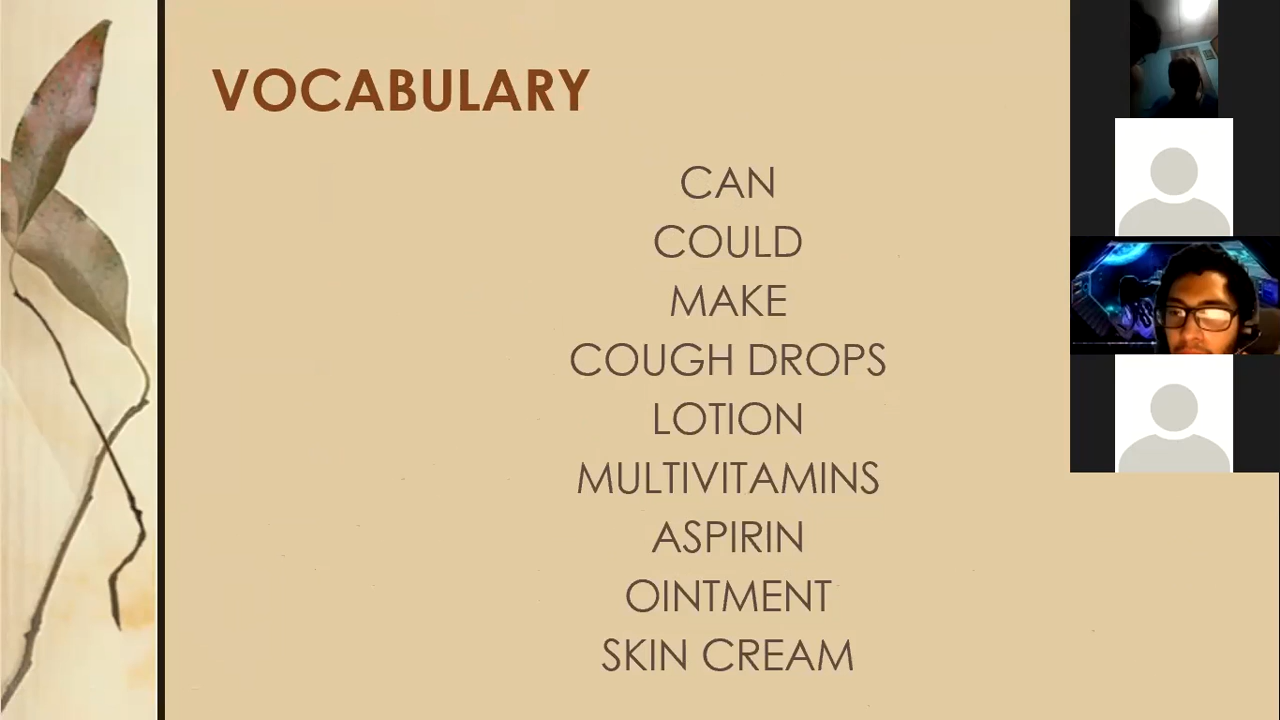 VOCABULARY
CAN
COULD
MAKE
COUGH DROPS
LOTION
MULTIVITAMINS
ASPIRIN
OINTMENT
SKIN CREAM